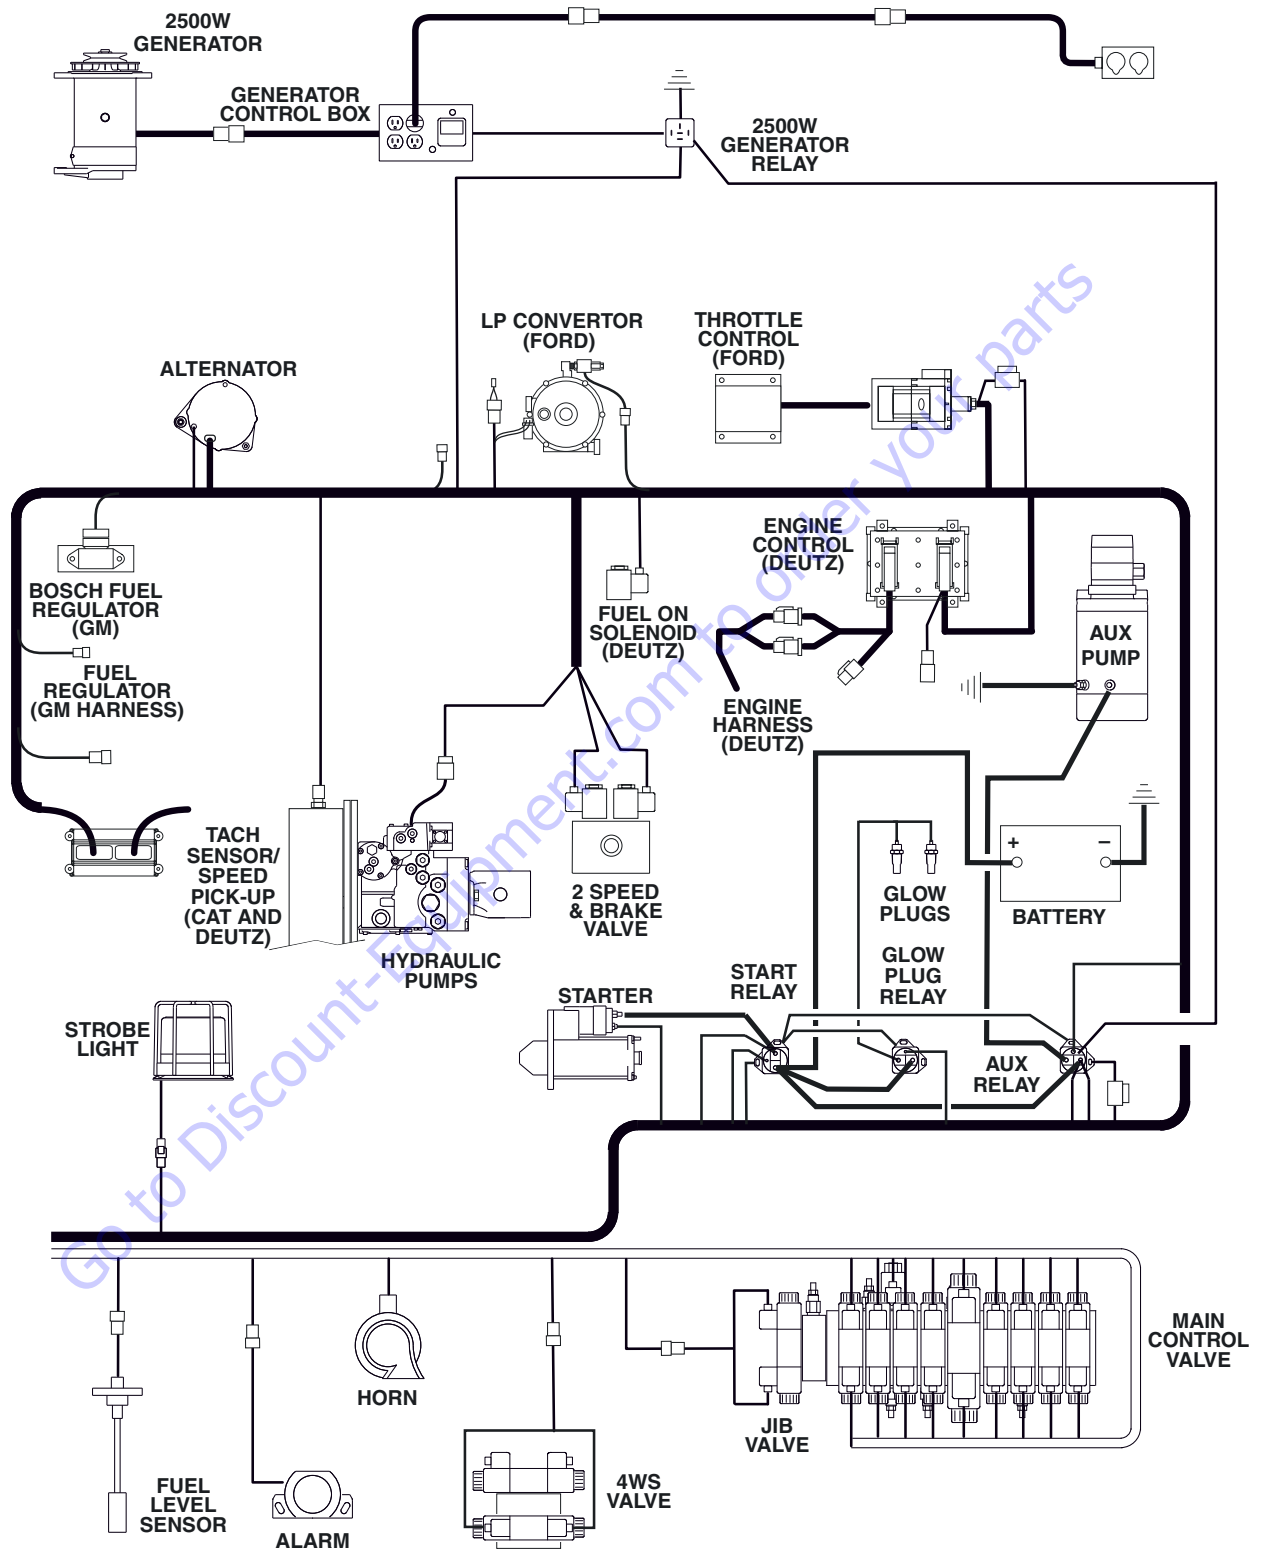 2500W
GENERATOR
GENERATOR
CONTROL BOX
2500W
GENERATOR
RELAY
LP CONVERTOR
(FORD)
THROTTLE
CONTROL
(FORD)
ALTERNATOR
ENGINE
CONTROL
(DEUTZ)
BOSCH FUEL
REGULATOR
(GM)
FUEL ON
SOLENOID
(DEUTZ)
AUX
PUMP
FUEL
REGULATOR
(GM HARNESS)
ENGINE
HARNESS
(DEUTZ)
TACH
SENSOR/
SPEED
PICK-UP
(CAT AND
DEUTZ)
+
−
2 SPEED
& BRAKE
VALVE
GLOW
PLUGS
BATTERY
HYDRAULIC
PUMPS
START
RELAY
GLOW
PLUG
RELAY
STARTER
STROBE
LIGHT
AUX
RELAY
MAIN
CONTROL
VALVE
HORN
JIB
VALVE
FUEL
LEVEL
SENSOR
4WS
VALVE
ALARM
Go to Discount-Equipment.com to order your parts